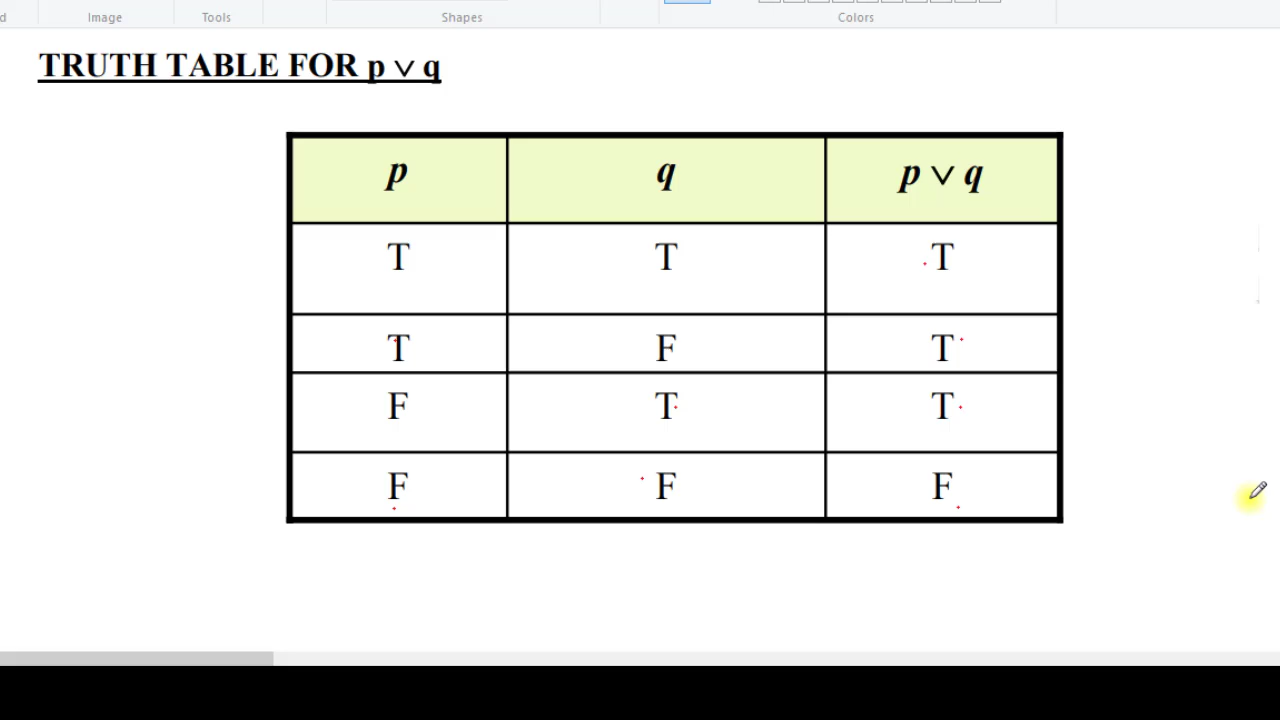 d Image Tools Shapes Colors
TRUTH TABLE FOR p ∨ q
p q p ∨ q
T T T
T F T
F T T
F F F